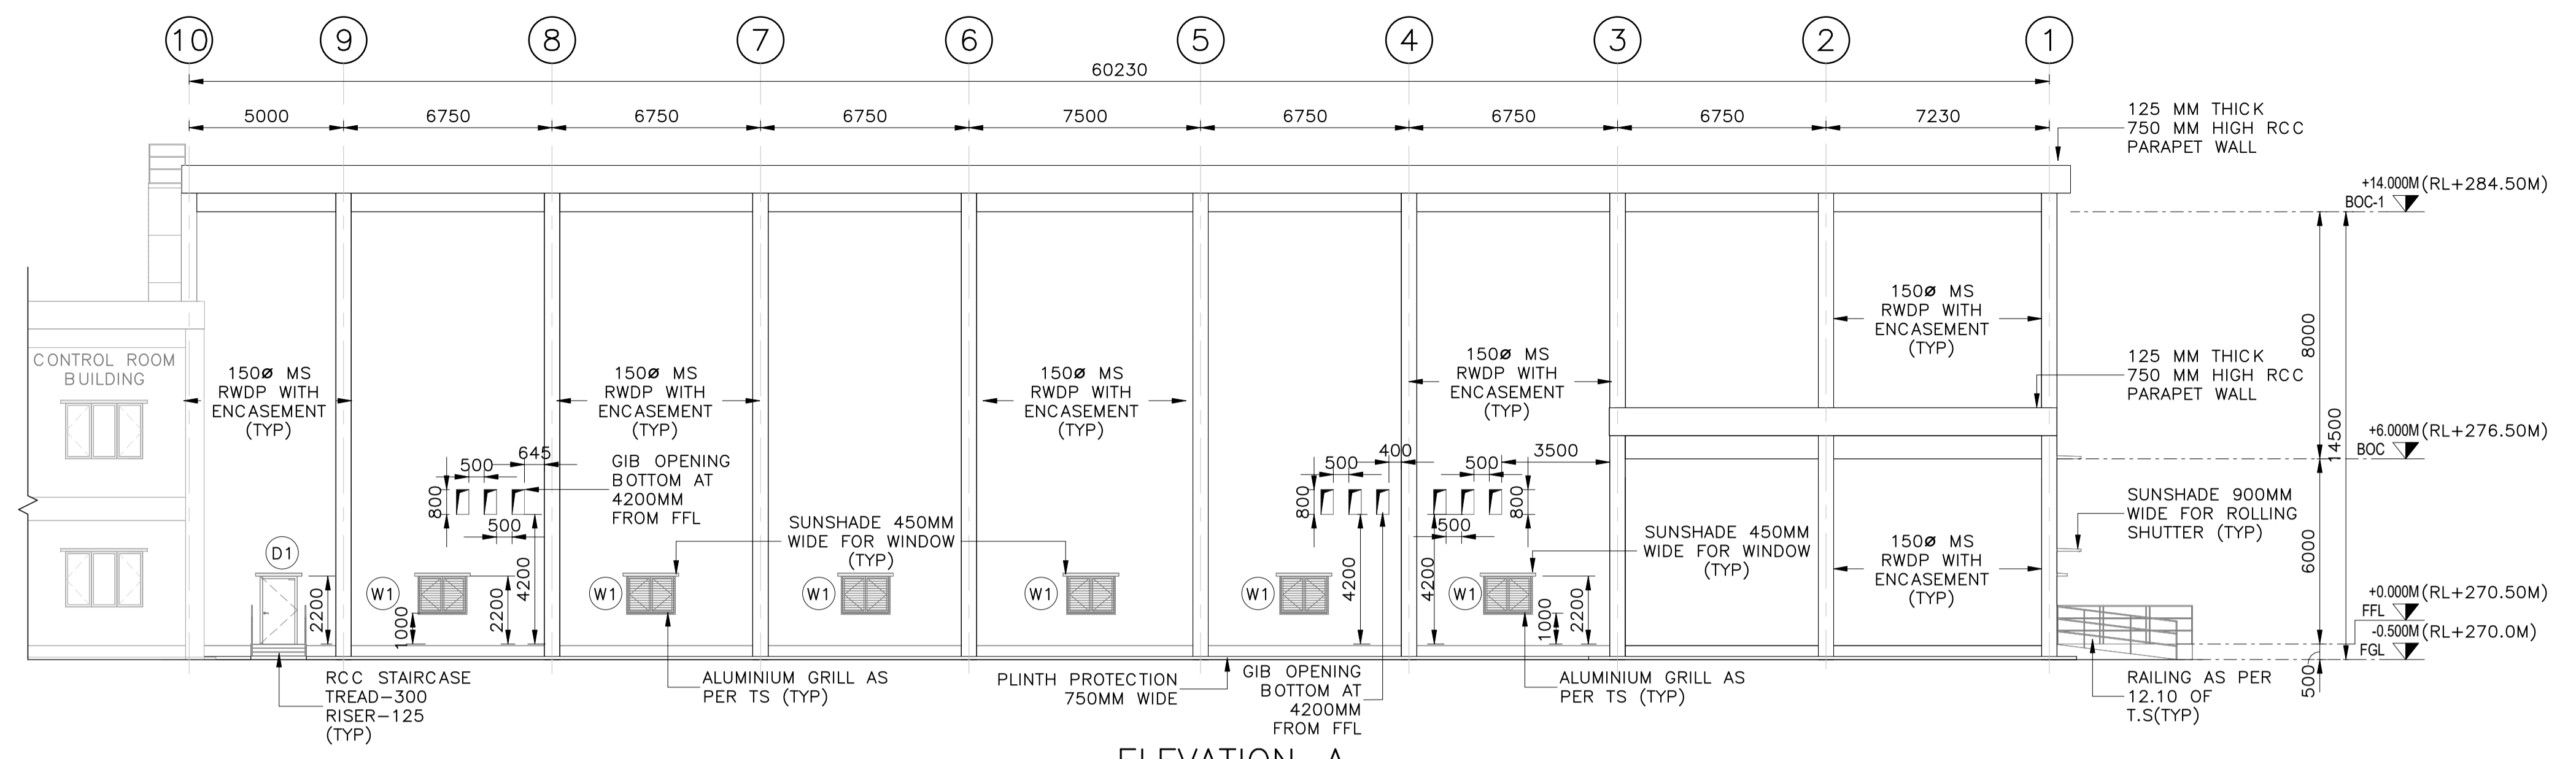 10 9 8 7 6 5 4 3 2 1
60230
5000 6750 6750 6750 7500 6750 6750 6750 7230
125 MM THICK
750 MM HIGH RCC
PARAPET WALL
+14.000M(RL+284.50M)
BOC-1
150ø MS
RWDP WITH
ENCASEMENT
(TYP)
8000
14500
CONTROL ROOM
BUILDING
150ø MS
RWDP WITH
ENCASEMENT
(TYP)
150ø MS
RWDP WITH
ENCASEMENT
(TYP)
150ø MS
RWDP WITH
ENCASEMENT
(TYP)
150ø MS
RWDP WITH
ENCASEMENT
(TYP)
125 MM THICK
750 MM HIGH RCC
PARAPET WALL
+6.000M(RL+276.50M)
BOC
500 645
800
500
GIB OPENING
BOTTOM AT
4200MM
FROM FFL
500 400
800
500 3500
800
500
SUNSHADE 450MM
WIDE FOR WINDOW
(TYP)
SUNSHADE 450MM
WIDE FOR WINDOW
(TYP)
150ø MS
RWDP WITH
ENCASEMENT
(TYP)
SUNSHADE 900MM
WIDE FOR ROLLING
SHUTTER (TYP)
6000
D1
2200
W1
1000
2200
4200
W1
W1
W1
W1
4200
4200
W1
1000
2200
+0.000M(RL+270.50M)
FFL
-0.500M(RL+270.0M)
FGL
500
RCC STAIRCASE
TREAD-300
RISER-125
(TYP)
ALUMINIUM GRILL AS
PER TS (TYP)
PLINTH PROTECTION
750MM WIDE
GIB OPENING
BOTTOM AT
4200MM
FROM FFL
ALUMINIUM GRILL AS
PER TS (TYP)
RAILING AS PER
12.10 OF
T.S(TYP)
ELEVATION A